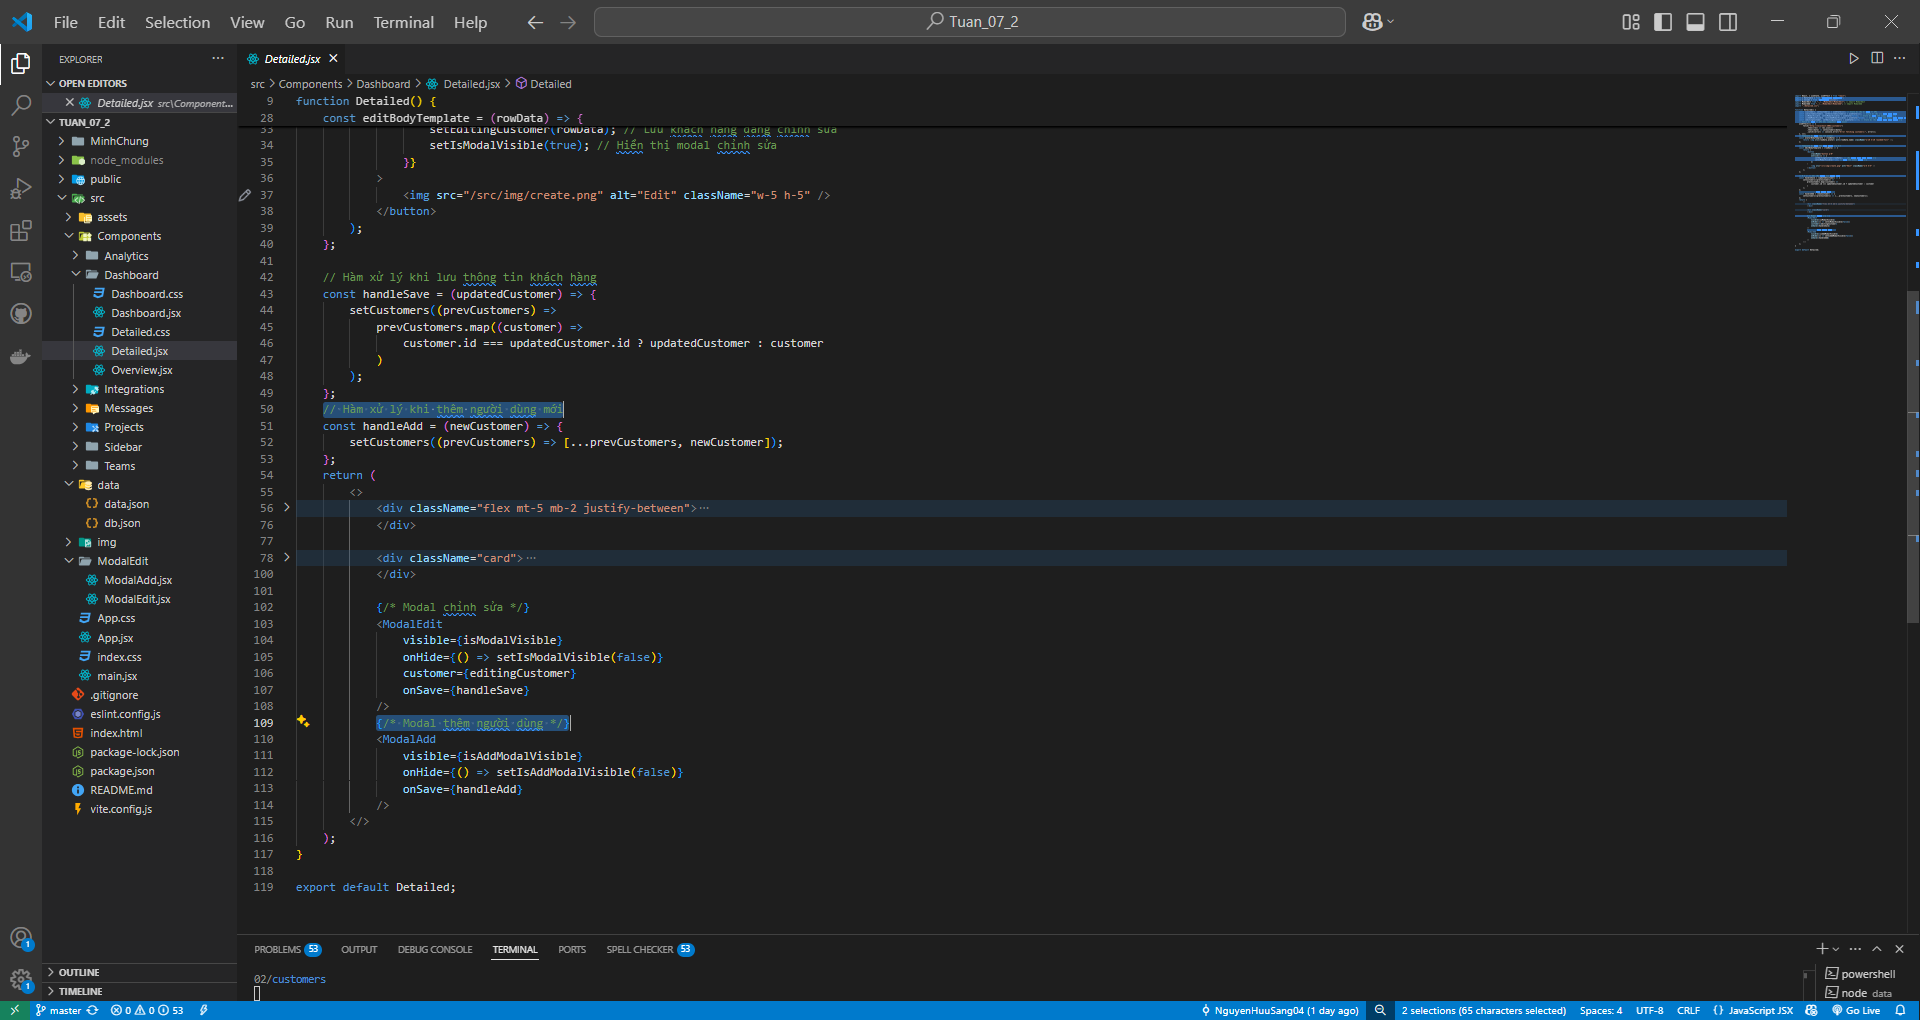 File Edit Selection View Go Run Terminal Help
Tuan_07_2
EXPLORER
OPEN EDITORS
Detailed.jsx src\Component...
TUAN_07_2
MinhChung
node_modules
public
src
assets
Components
Analytics
Dashboard
Dashboard.css
Dashboard.jsx
Detailed.css
Detailed.jsx
Overview.jsx
Integrations
Messages
Projects
Sidebar
Teams
data
data.json
db.json
img
ModalEdit
ModalAdd.jsx
ModalEdit.jsx
App.css
App.jsx
index.css
main.jsx
.gitignore
eslint.config.js
index.html
package-lock.json
package.json
README.md
vite.config.js
OUTLINE
TIMELINE
Detailed.jsx
src > Components > Dashboard > Detailed.jsx > Detailed
9 function Detailed() {
28 const editBodyTemplate = (rowData) => {
33 setEditingCustomer(rowData); // Lưu khách hàng đang chỉnh sửa
34 setIsModalVisible(true); // Hiển thị modal chỉnh sửa
35 }}
36 >
37 <img src="/src/img/create.png" alt="Edit" className="w-5 h-5" />
38 </button>
39 );
40 };
41
42 // Hàm xử lý khi lưu thông tin khách hàng
43 const handleSave = (updatedCustomer) => {
44 setCustomers((prevCustomers) =>
45 prevCustomers.map((customer) =>
46 customer.id === updatedCustomer.id ? updatedCustomer : customer
47 )
48 );
49 };
50 // Hàm xử lý khi thêm người dùng mới
51 const handleAdd = (newCustomer) => {
52 setCustomers((prevCustomers) => [...prevCustomers, newCustomer]);
53 };
54 return (
55 <>
56 <div className="flex mt-5 mb-2 justify-between">...
76 </div>
77
78 <div className="card">...
100 </div>
101
102 {/* Modal chỉnh sửa */}
103 <ModalEdit
104 visible={isModalVisible}
105 onHide={() => setIsModalVisible(false)}
106 customer={editingCustomer}
107 onSave={handleSave}
108 />
109 {/* Modal thêm người dùng */}
110 <ModalAdd
111 visible={isAddModalVisible}
112 onHide={() => setIsAddModalVisible(false)}
113 onSave={handleAdd}
114 />
115 </>
116 );
117 }
118
119 export default Detailed;
PROBLEMS 53 OUTPUT DEBUG CONSOLE TERMINAL PORTS SPELL CHECKER 53
02/customers
powershell
node data
1
1
master 0 0 53 NguyenHuuSang04 (1 day ago) 2 selections (65 characters selected) Spaces: 4 UTF-8 CRLF {} JavaScript JSX Go Live